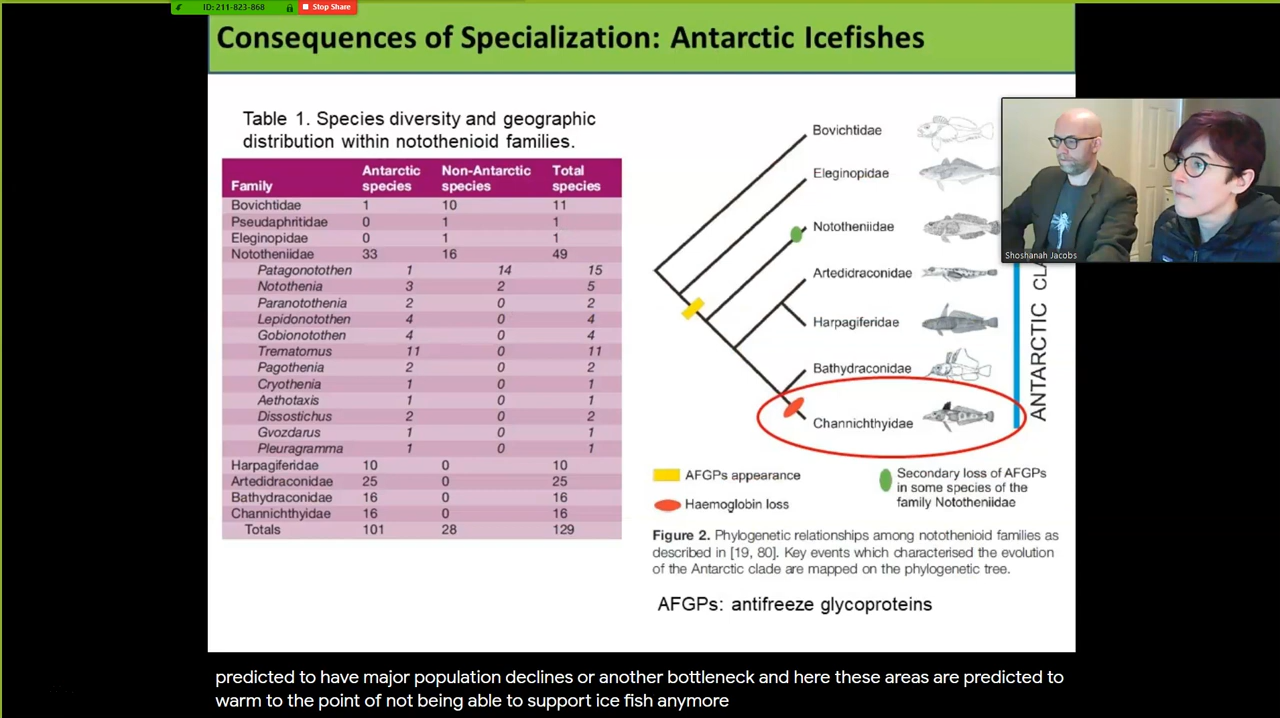 ID: 211-823-868
Stop Share
Consequences of Specialization: Antarctic Icefishes
Table 1. Species diversity and geographic
distribution within notothenioid families.
Family Antarctic species Non-Antarctic species Total species
Bovichtidae 1 10 11
Pseudaphritidae 0 1 1
Eleginopidae 0 1 1
Nototheniidae 33 16 49
Patagonotothen 1 14 15
Notothenia 3 2 5
Paranotothenia 2 0 2
Lepidonotothen 4 0 4
Gobionotothen 4 0 4
Trematomus 11 0 11
Pagothenia 2 0 2
Cryothenia 1 0 1
Aethotaxis 1 0 1
Dissostichus 2 0 2
Gvozdarus 1 0 1
Pleuragramma 1 0 1
Harpagiferidae 10 0 10
Artedidraconidae 25 0 25
Bathydraconidae 16 0 16
Channichthyidae 16 0 16
Totals 101 28 129
Bovichtidae
Eleginopidae
Nototheniidae
Artedidraconidae
Harpagiferidae
Bathydraconidae
Channichthyidae
ANTARCTIC CLA
Shoshanah Jacobs
AFGPs appearance
Haemoglobin loss
Secondary loss of AFGPs
in some species of the
family Nototheniidae
Figure 2. Phylogenetic relationships among notothenioid families as
described in [19, 80]. Key events which characterised the evolution
of the Antarctic clade are mapped on the phylogenetic tree.
AFGPs: antifreeze glycoproteins
predicted to have major population declines or another bottleneck and here these areas are predicted to
warm to the point of not being able to support ice fish anymore